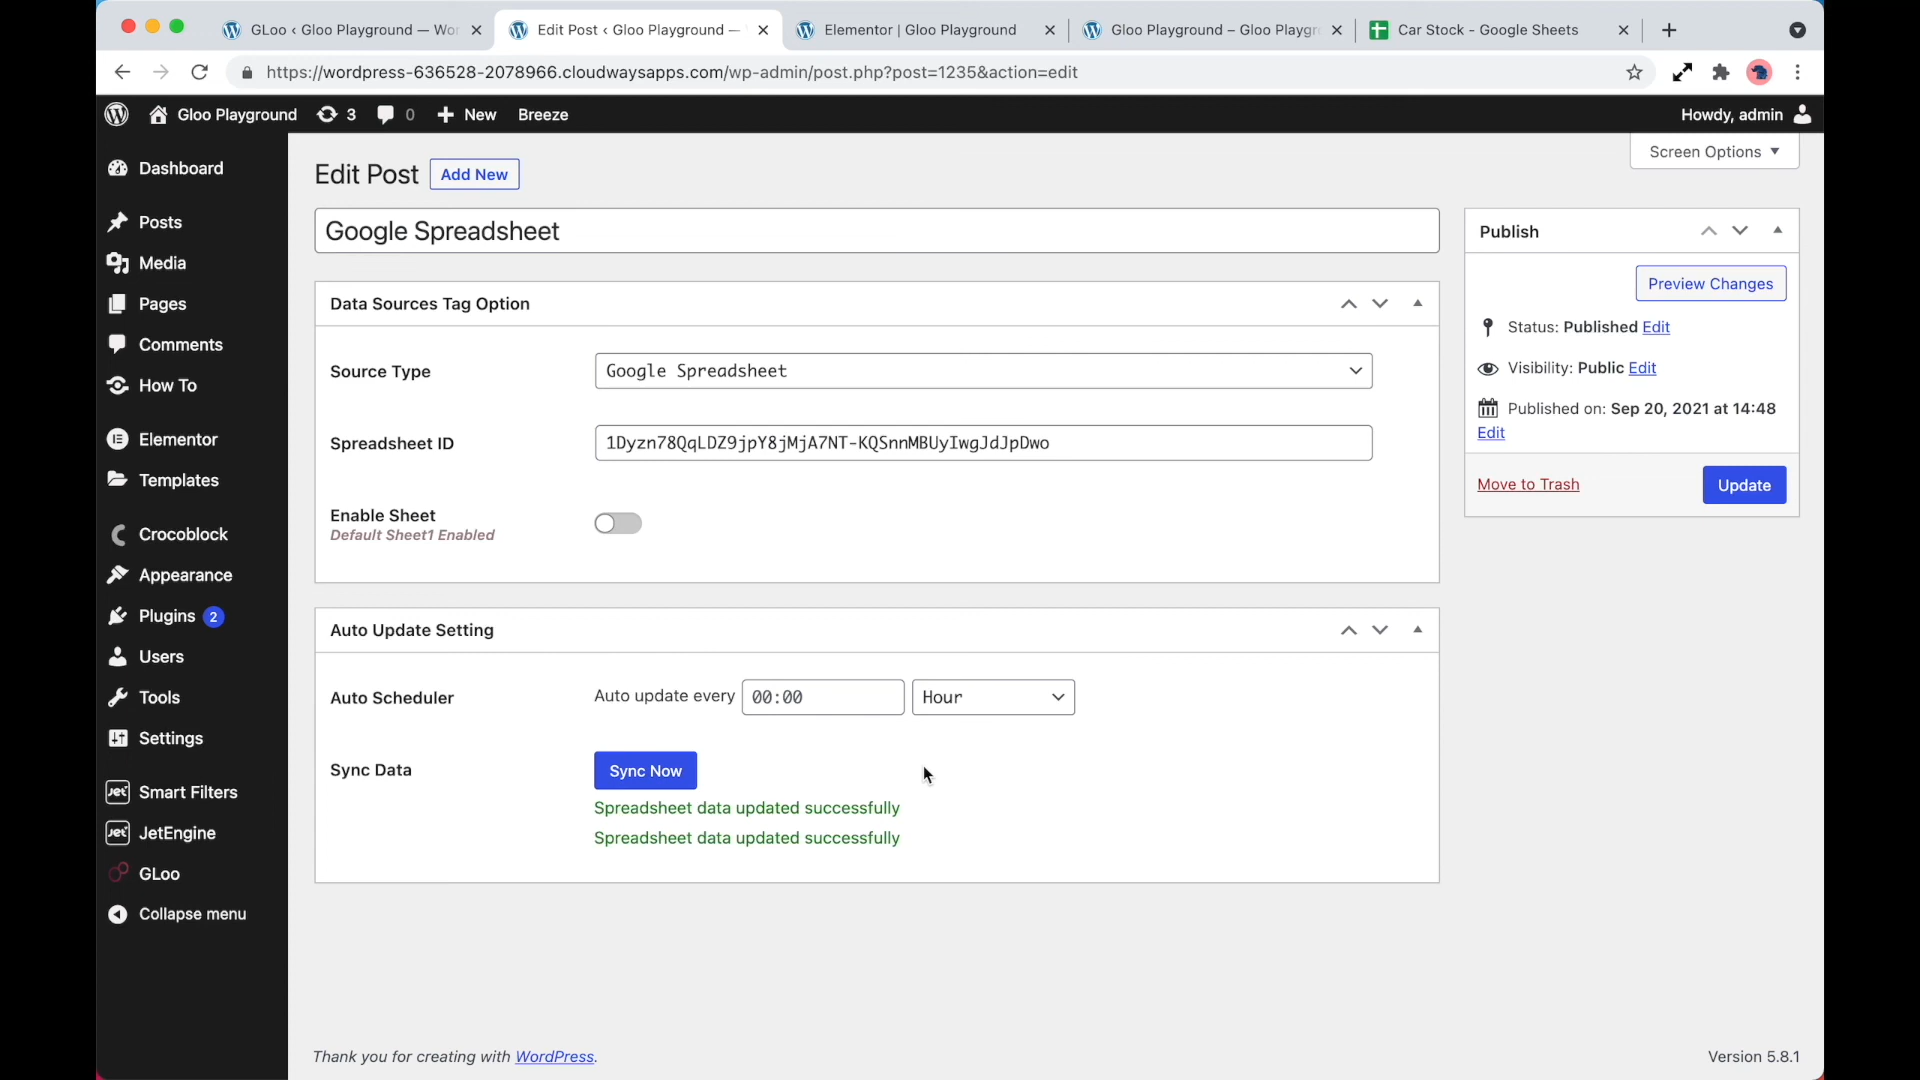 GLoo ‹ Gloo Playground — Wor
Edit Post ‹ Gloo Playground —
Elementor | Gloo Playground
Gloo Playground – Gloo Playgr
Car Stock - Google Sheets
https://wordpress-636528-2078966.cloudwaysapps.com/wp-admin/post.php?post=1235&action=edit
Gloo Playground
3
0
New
Breeze
Howdy, admin
Dashboard
Posts
Media
Pages
Comments
How To
Elementor
Templates
Crocoblock
Appearance
Plugins 2
Users
Tools
Settings
Jet Smart Filters
Jet JetEngine
GLoo
Collapse menu
Screen Options
Edit Post
Add New
Google Spreadsheet
Data Sources Tag Option
Source Type
Google Spreadsheet
Spreadsheet ID
1Dyzn78QqLDZ9jpY8jMjA7NT-KQSnnMBUyIwgJdJpDwo
Enable Sheet
Default Sheet1 Enabled
Auto Update Setting
Auto Scheduler
Auto update every
00:00
Hour
Sync Data
Sync Now
Spreadsheet data updated successfully
Spreadsheet data updated successfully
Publish
Preview Changes
Status: Published Edit
Visibility: Public Edit
Published on: Sep 20, 2021 at 14:48
Edit
Move to Trash
Update
Thank you for creating with WordPress.
Version 5.8.1